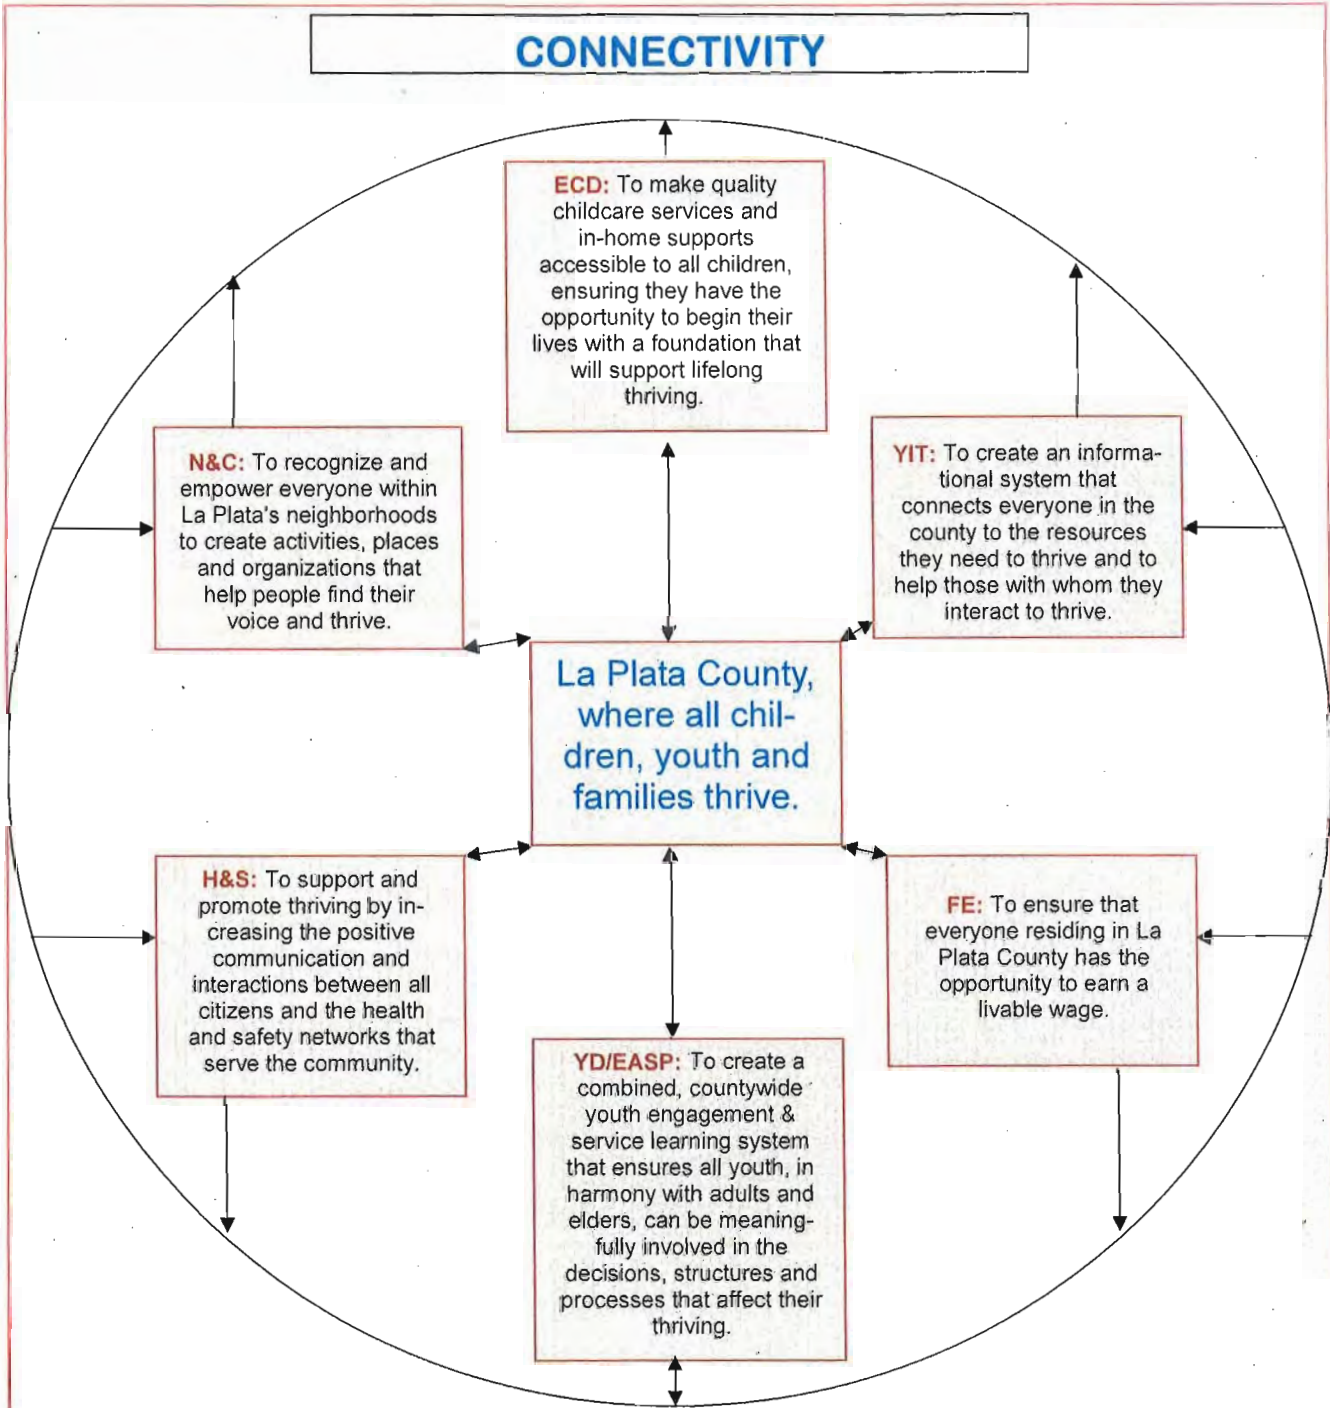 CONNECTIVITY
ECD: To make quality
childcare services and
in-home supports
accessible to all children,
ensuring they have the
opportunity to begin their
lives with a foundation that
will support lifelong
thriving.
N&C: To recognize and
empower everyone within
La Plata's neighborhoods
to create activities, places
and organizations that
help people find their
voice and thrive.
YIT: To create an informa-
tional system that
connects everyone in the
county to the resources
they need to thrive and to
help those with whom they
interact to thrive.
La Plata County,
where all chil-
dren, youth and
families thrive.
H&S: To support and
promote thriving by in-
creasing the positive
communication and
interactions between all
citizens and the health
and safety networks that
serve the community.
FE: To ensure that
everyone residing in La
Plata County has the
opportunity to earn a
livable wage.
YD/EASP: To create a
combined, countywide
youth engagement &
service learning system
that ensures all youth, in
harmony with adults and
elders, can be meaning-
fully involved in the
decisions, structures and
processes that affect their
thriving.